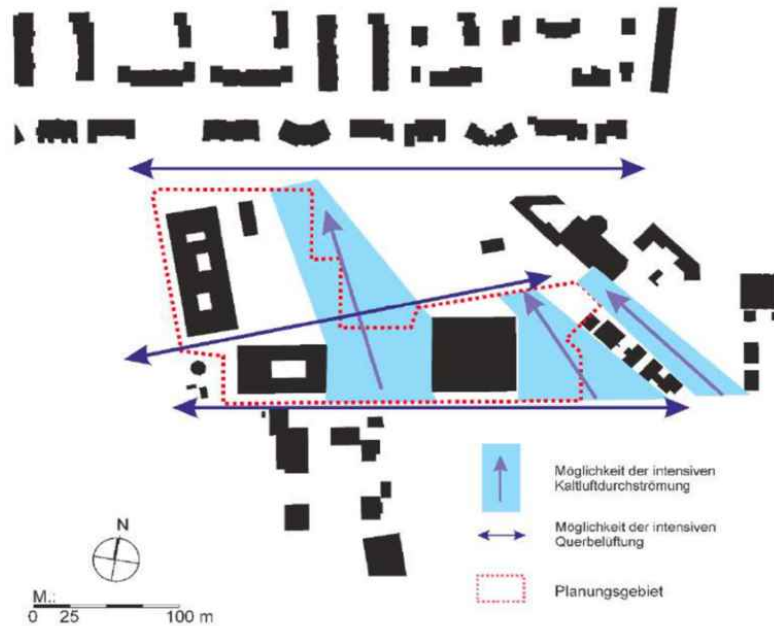 Möglichkeit der intensiven
Kaltluftdurchströmung
Möglichkeit der intensiven
Querbelüftung
Planungsgebiet
N
M.:
0 25 100 m